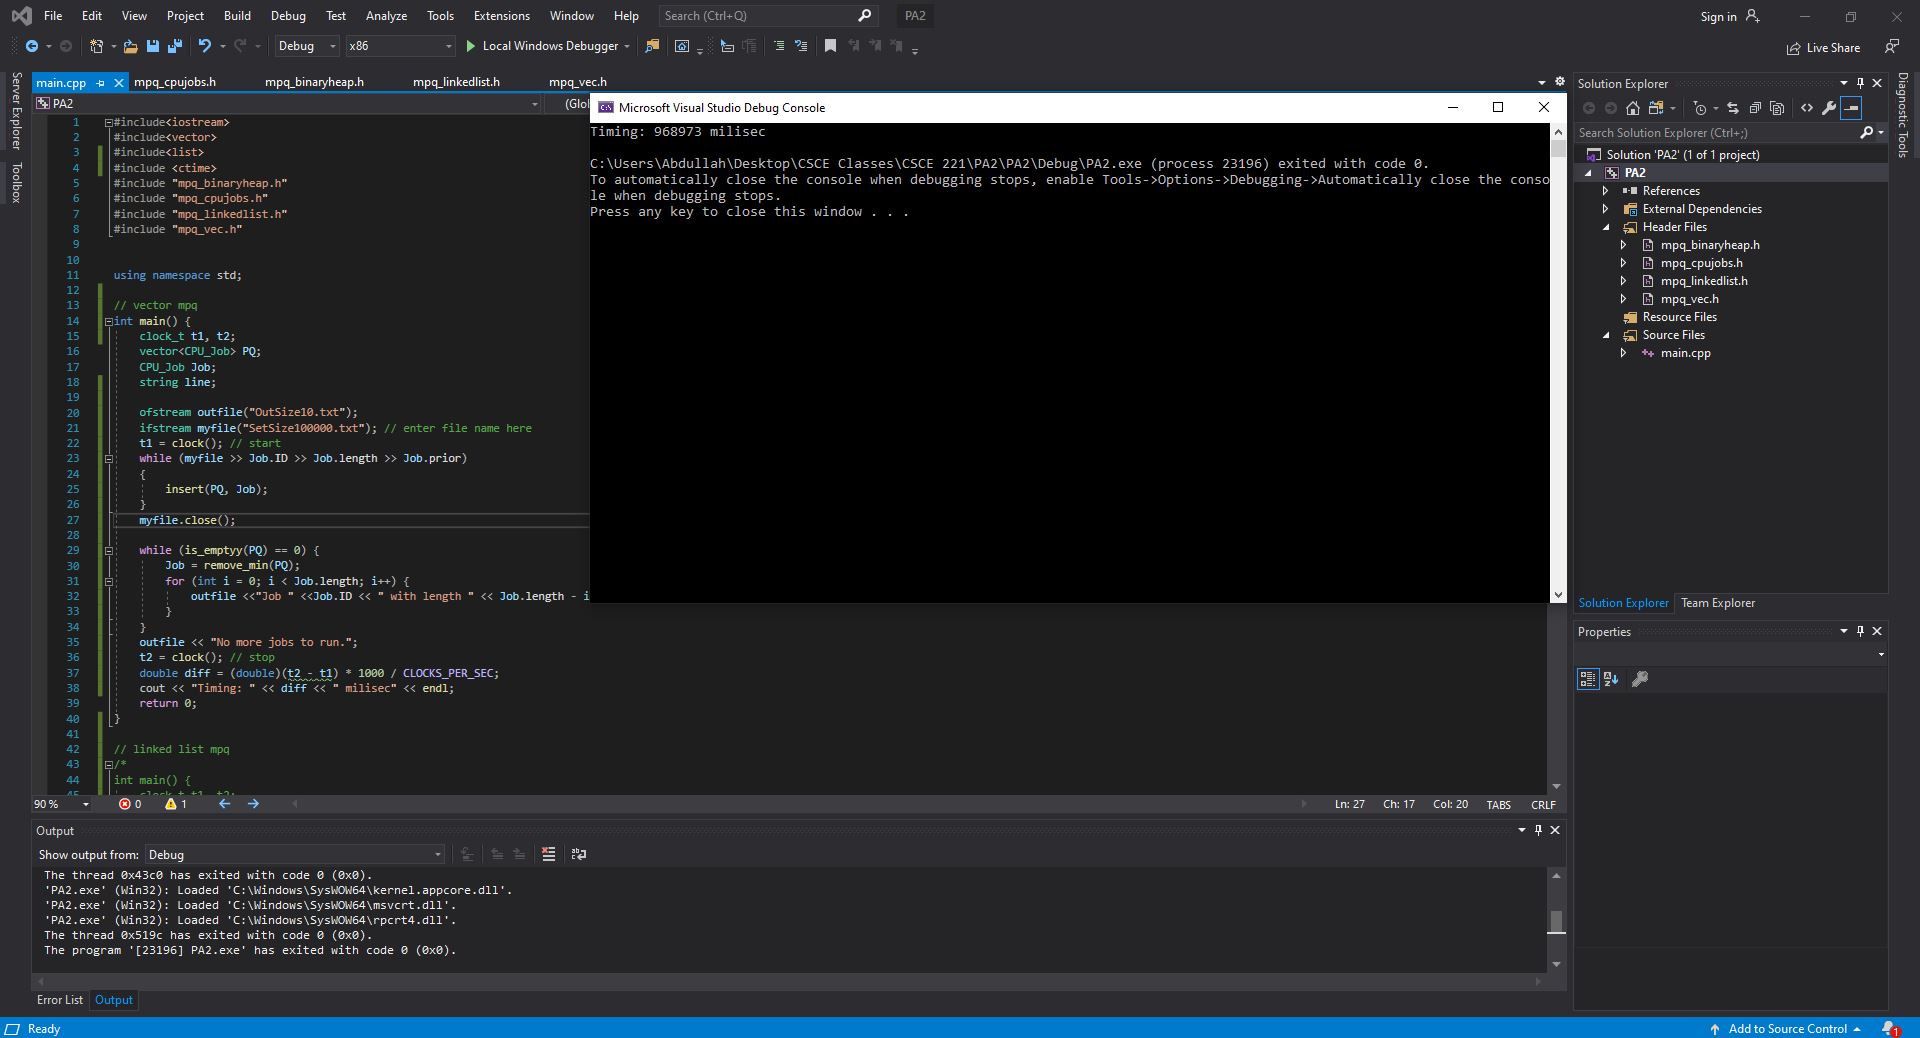 File Edit View Project Build Debug Test Analyze Tools Extensions Window Help Search (Ctrl+Q) PA2 Sign in
Debug x86 Local Windows Debugger Live Share
Server Explorer
Toolbox
main.cpp mpq_cpujobs.h mpq_binaryheap.h mpq_linkedlist.h mpq_vec.h
PA2
1 #include<iostream>
2 #include<vector>
3 #include<list>
4 #include <ctime>
5 #include "mpq_binaryheap.h"
6 #include "mpq_cpujobs.h"
7 #include "mpq_linkedlist.h"
8 #include "mpq_vec.h"
9
10
11 using namespace std;
12
13 // vector mpq
14 int main() {
15 clock_t t1, t2;
16 vector<CPU_Job> PQ;
17 CPU_Job Job;
18 string line;
19
20 ofstream outfile("OutSize10.txt");
21 ifstream myfile("SetSize100000.txt"); // enter file name here
22 t1 = clock(); // start
23 while (myfile >> Job.ID >> Job.length >> Job.prior)
24 {
25 insert(PQ, Job);
26 }
27 myfile.close();
28
29 while (is_emptyy(PQ) == 0) {
30 Job = remove_min(PQ);
31 for (int i = 0; i < Job.length; i++) {
32 outfile <<"Job " <<Job.ID << " with length " << Job.length - i
33 }
34 }
35 outfile << "No more jobs to run.";
36 t2 = clock(); // stop
37 double diff = (double)(t2 - t1) * 1000 / CLOCKS_PER_SEC;
38 cout << "Timing: " << diff << " milisec" << endl;
39 return 0;
40 }
41
42 // linked list mpq
43 /*
44 int main() {
90 % 0 1 Ln: 27 Ch: 17 Col: 20 TABS CRLF
Microsoft Visual Studio Debug Console
Timing: 968973 milisec
C:\Users\Abdullah\Desktop\CSCE Classes\CSCE 221\PA2\PA2\Debug\PA2.exe (process 23196) exited with code 0.
To automatically close the console when debugging stops, enable Tools->Options->Debugging->Automatically close the conso
le when debugging stops.
Press any key to close this window . . .
Output
Show output from: Debug
The thread 0x43c0 has exited with code 0 (0x0).
'PA2.exe' (Win32): Loaded 'C:\Windows\SysWOW64\kernel.appcore.dll'.
'PA2.exe' (Win32): Loaded 'C:\Windows\SysWOW64\msvcrt.dll'.
'PA2.exe' (Win32): Loaded 'C:\Windows\SysWOW64\rpcrt4.dll'.
The thread 0x519c has exited with code 0 (0x0).
The program '[23196] PA2.exe' has exited with code 0 (0x0).
Error List Output
Solution Explorer
Search Solution Explorer (Ctrl+;)
Solution 'PA2' (1 of 1 project)
PA2
References
External Dependencies
Header Files
mpq_binaryheap.h
mpq_cpujobs.h
mpq_linkedlist.h
mpq_vec.h
Resource Files
Source Files
main.cpp
Solution Explorer Team Explorer
Properties
Diagnostic Tools
Ready Add to Source Control 1